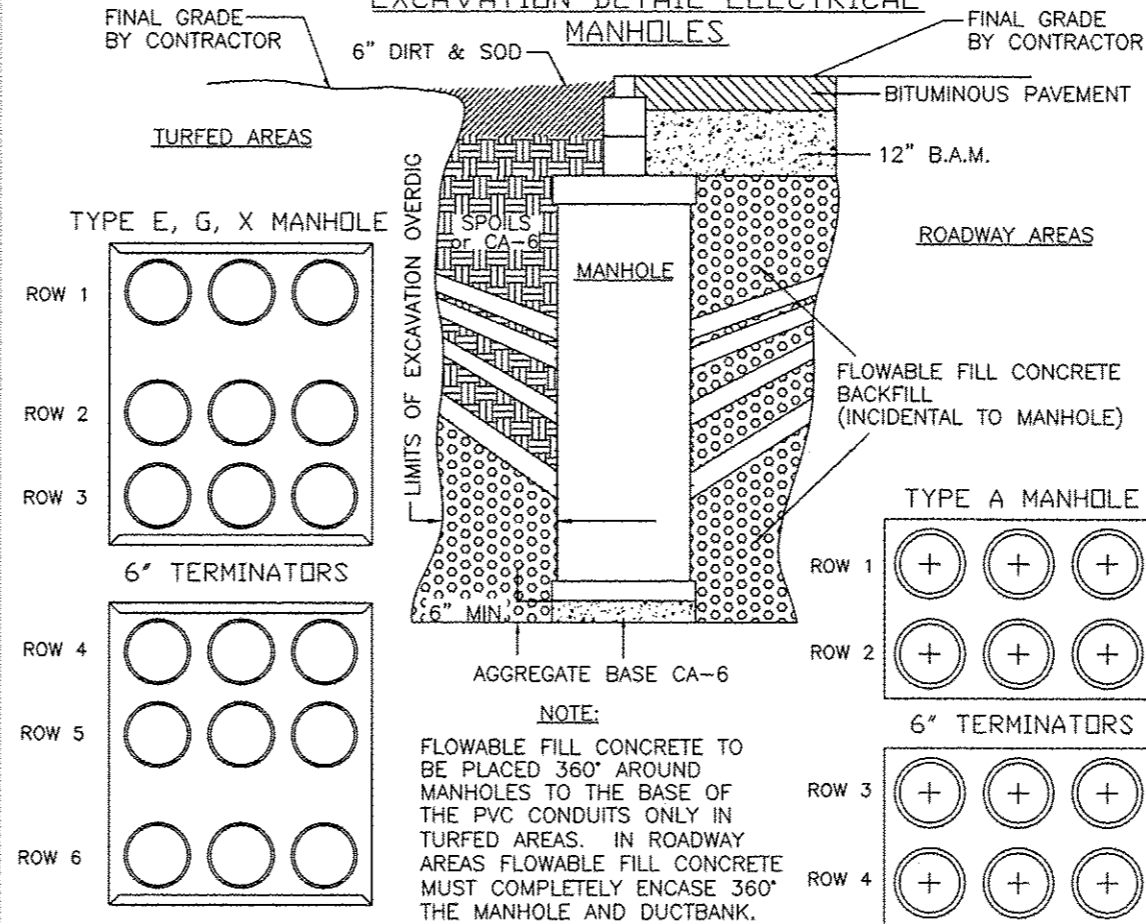 EXCAVATION DETAIL ELECTRICAL
MANHOLES
FINAL GRADE
BY CONTRACTOR
6" DIRT & SOD
FINAL GRADE
BY CONTRACTOR
BITUMINOUS PAVEMENT
12" B.A.M.
TURFED AREAS
LIMITS OF EXCAVATION OVERDIG
SPOILS
or CA-6
MANHOLE
ROADWAY AREAS
TYPE E, G, X MANHOLE
ROW 1
ROW 2
ROW 3
6" TERMINATORS
ROW 4
ROW 5
ROW 6
FLOWABLE FILL CONCRETE
BACKFILL
(INCIDENTAL TO MANHOLE)
6" MIN.
AGGREGATE BASE CA-6
NOTE:
FLOWABLE FILL CONCRETE TO
BE PLACED 360° AROUND
MANHOLES TO THE BASE OF
THE PVC CONDUITS ONLY IN
TURFED AREAS. IN ROADWAY
AREAS FLOWABLE FILL CONCRETE
MUST COMPLETELY ENCASE 360°
THE MANHOLE AND DUCTBANK.
TYPE A MANHOLE
ROW 1
ROW 2
6" TERMINATORS
ROW 3
ROW 4